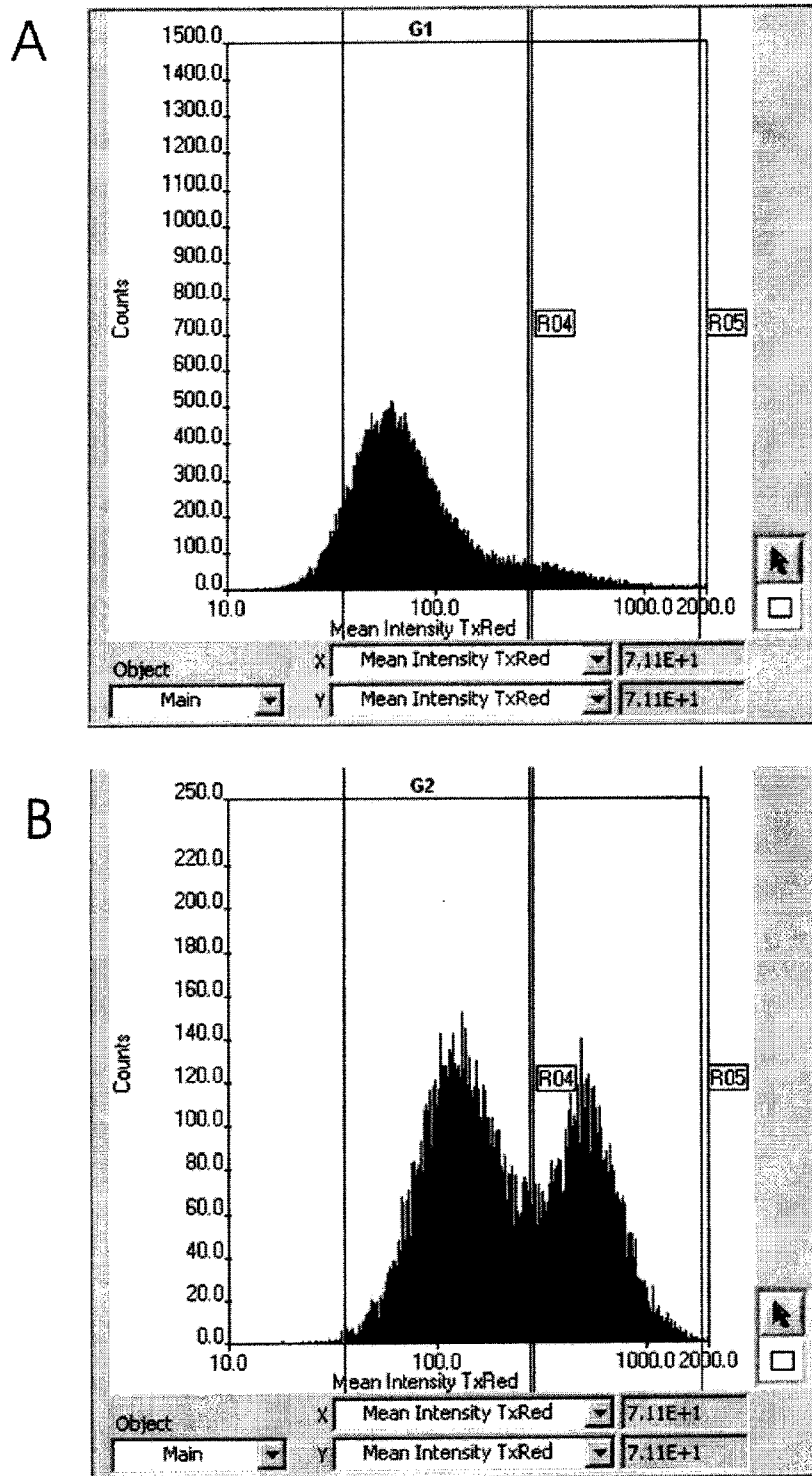 A
G1
1500.0
1400.0
1300.0
1200.0
1100.0
1000.0
900.0
800.0
700.0
600.0
500.0
400.0
300.0
200.0
100.0
0.0
Counts
R04
R05
10.0 100.0 1000.0 2000.0
Mean Intensity TxRed
Object X Mean Intensity TxRed 7.11E+1
Main Y Mean Intensity TxRed 7.11E+1
B
G2
250.0
220.0
200.0
180.0
160.0
140.0
120.0
100.0
80.0
60.0
40.0
20.0
0.0
Counts
R04
R05
10.0 100.0 1000.0 2000.0
Mean Intensity TxRed
Object X Mean Intensity TxRed 7.11E+1
Main Y Mean Intensity TxRed 7.11E+1